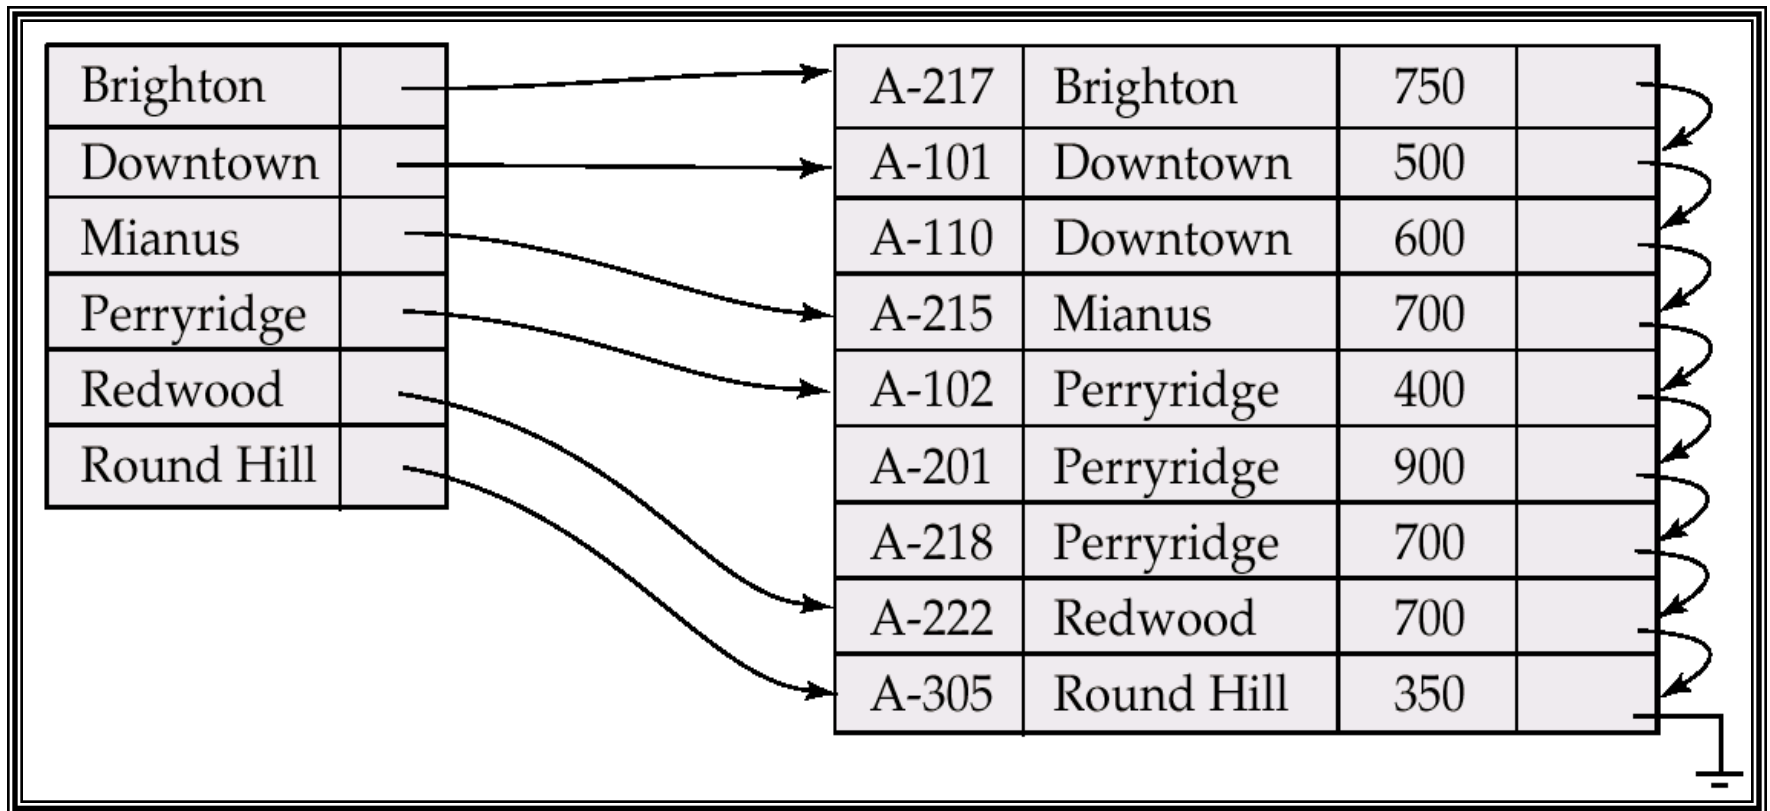 Brighton
Downtown
Mianus
Perryridge
Redwood
Round Hill
A-217 Brighton 750
A-101 Downtown 500
A-110 Downtown 600
A-215 Mianus 700
A-102 Perryridge 400
A-201 Perryridge 900
A-218 Perryridge 700
A-222 Redwood 700
A-305 Round Hill 350